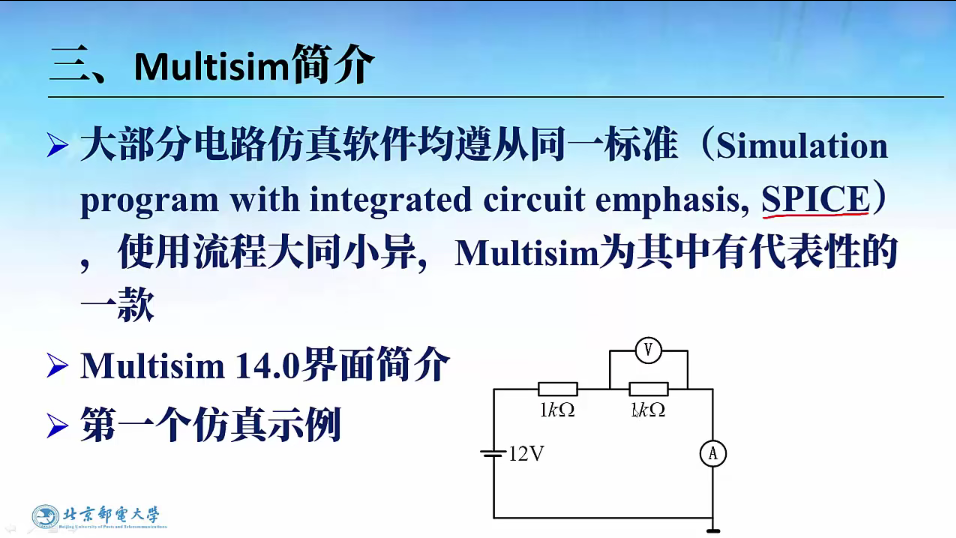 三、Multisim简介
大部分电路仿真软件均遵从同一标准（Simulation
program with integrated circuit emphasis, SPICE）
，使用流程大同小异，Multisim为其中有代表性的
一款
Multisim 14.0界面简介
第一个仿真示例
V
1kΩ 1kΩ
12V
A
北京邮电大学
Beijing University of Posts and Telecommunications